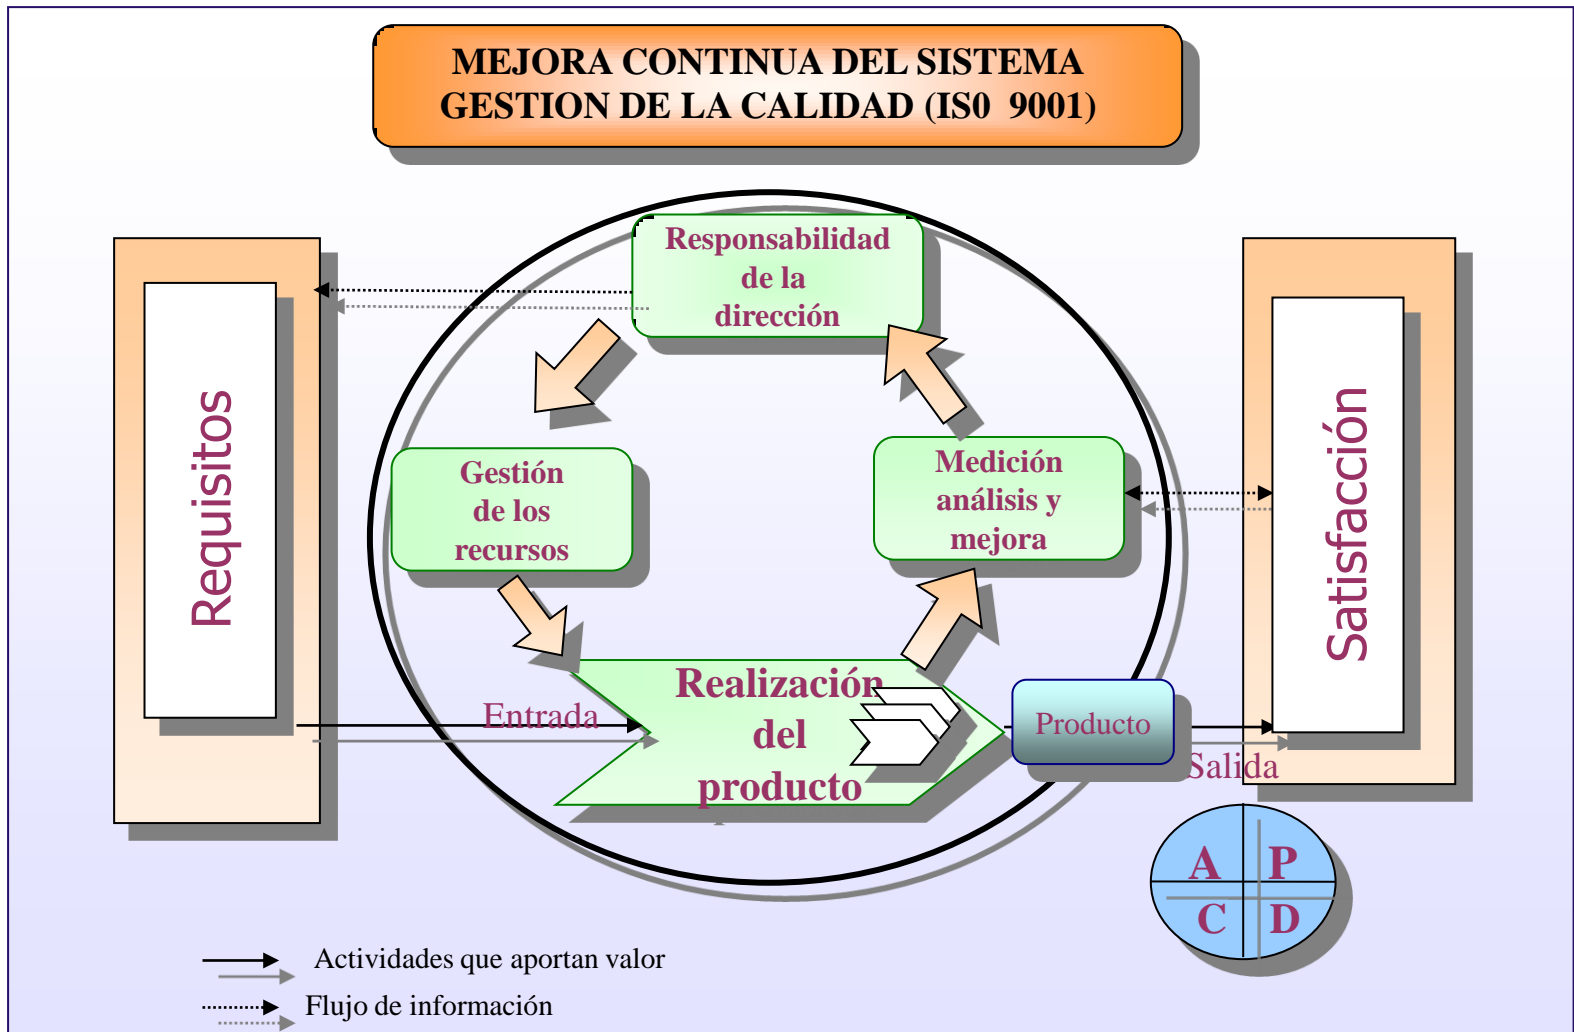 MEJORA CONTINUA DEL SISTEMA
GESTION DE LA CALIDAD (IS0 9001)
Responsabilidad
de la
dirección
Requisitos
Gestión
de los
recursos
Medición
análisis y
mejora
Satisfacción
Entrada
Realización
del
producto
Producto
Salida
A P
C D
Actividades que aportan valor
Flujo de información